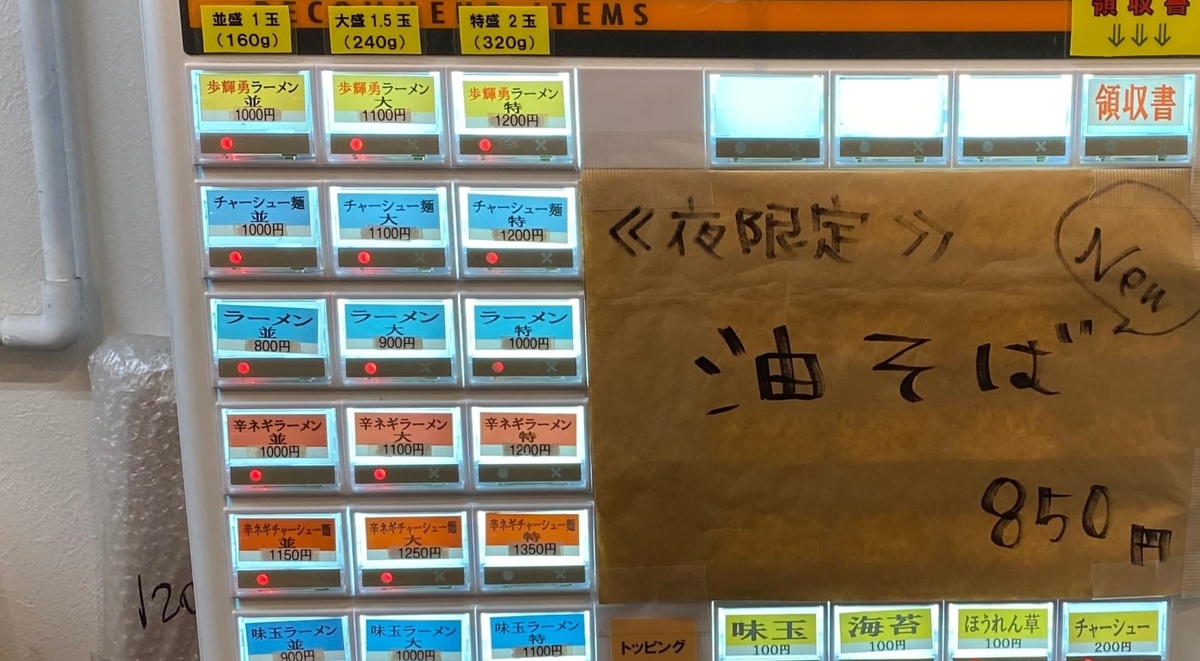 RECOMMEND ITEMS
並盛 1 玉
(160g)
大盛 1.5 玉
(240g)
特盛 2 玉
(320g)
領収書
⇓⇓⇓
歩輝勇ラーメン
並
1000円
歩輝勇ラーメン
大
1100円
歩輝勇ラーメン
特
1200円
領収書
チャーシュー麺
並
1000円
チャーシュー麺
大
1100円
チャーシュー麺
特
1200円
≪夜限定≫
New
油そば
850円
ラーメン
並
800円
ラーメン
大
900円
ラーメン
特
1000円
辛ネギラーメン
並
1000円
辛ネギラーメン
大
1100円
辛ネギラーメン
特
1200円
辛ネギチャーシュー麺
並
1150円
辛ネギチャーシュー麺
大
1250円
辛ネギチャーシュー麺
特
1350円
120
味玉ラーメン
並
900円
味玉ラーメン
大
1000円
味玉ラーメン
特
1100円
トッピング
味玉
100円
海苔
100円
ほうれん草
100円
チャーシュー
200円